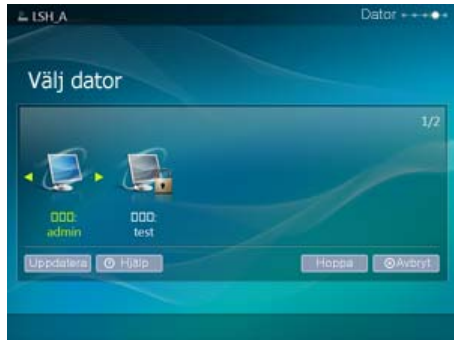 LSH_A
Dator
Välj dator
1/2
□□□: □□□:
admin test
Uppdatera Hjälp Hoppa Avbryt